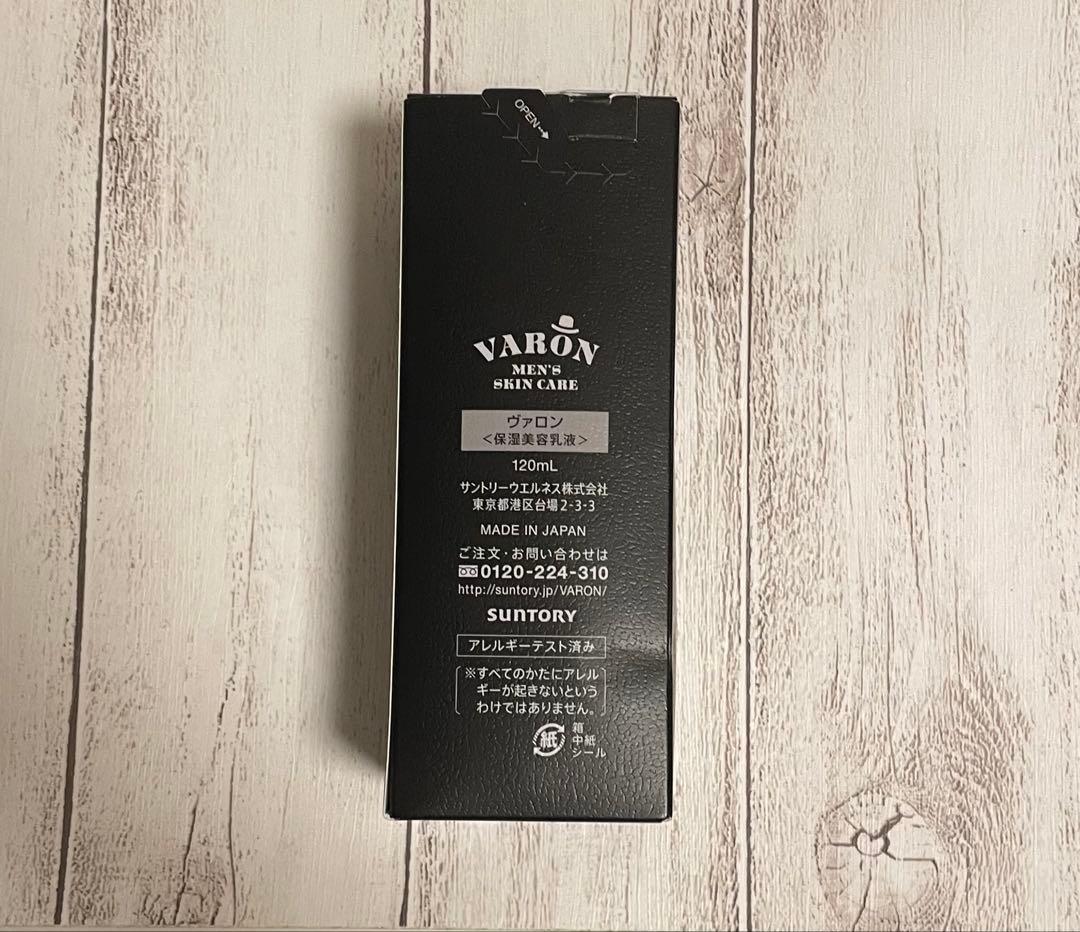 OPEN→
VARON
MEN'S
SKIN CARE
ヴァロン
<保湿美容乳液>
120mL
サントリーウエルネス株式会社
東京都港区台場2-3-3
MADE IN JAPAN
ご注文・お問い合わせは
0120-224-310
http://suntory.jp/VARON/
SUNTORY
アレルギーテスト済み
※すべてのかたにアレル
ギーが起きないという
わけではありません。
紙
箱
中紙
シール